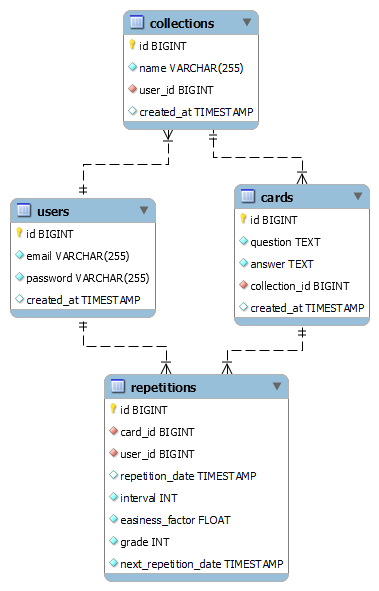 collections
id BIGINT
name VARCHAR(255)
user_id BIGINT
created_at TIMESTAMP
users
id BIGINT
email VARCHAR(255)
password VARCHAR(255)
created_at TIMESTAMP
cards
id BIGINT
question TEXT
answer TEXT
collection_id BIGINT
created_at TIMESTAMP
repetitions
id BIGINT
card_id BIGINT
user_id BIGINT
repetition_date TIMESTAMP
interval INT
easiness_factor FLOAT
grade INT
next_repetition_date TIMESTAMP